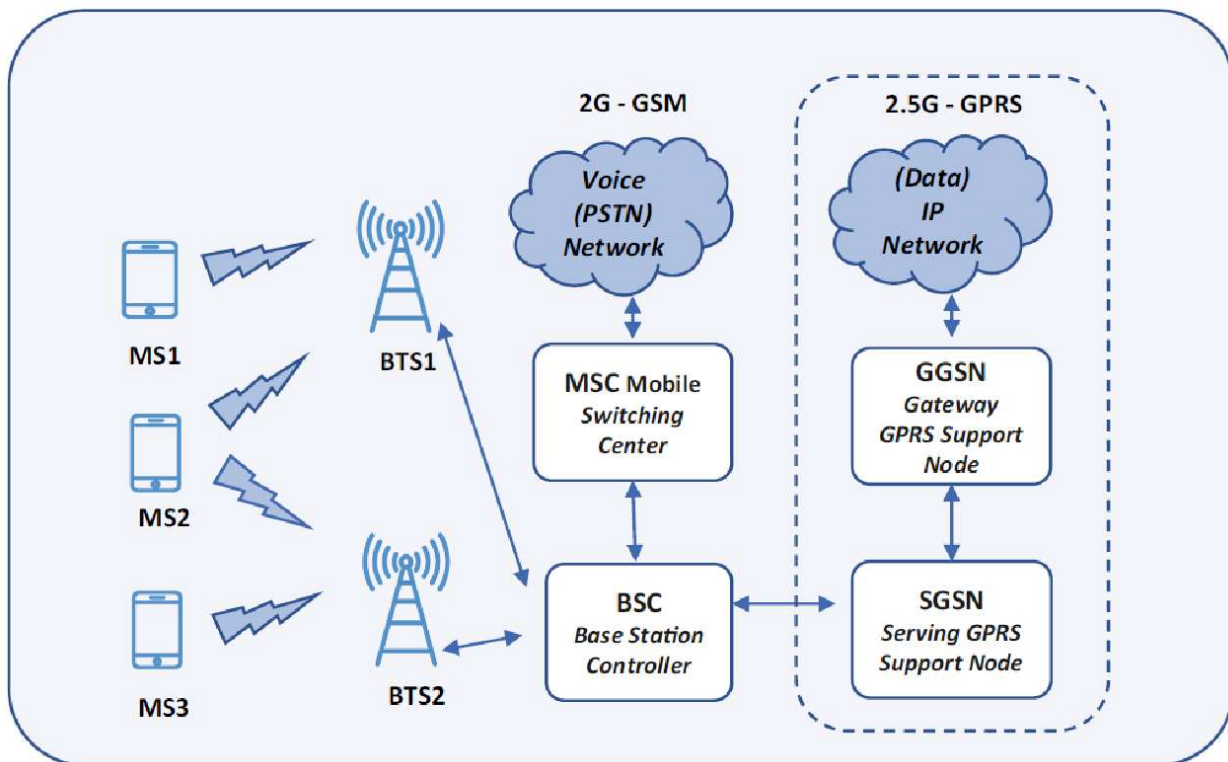 2G - GSM
2.5G - GPRS
Voice
(PSTN)
Network
(Data)
IP
Network
MS1
BTS1
MSC Mobile
Switching
Center
GGSN
Gateway
GPRS Support
Node
MS2
BSC
Base Station
Controller
SGSN
Serving GPRS
Support Node
MS3
BTS2